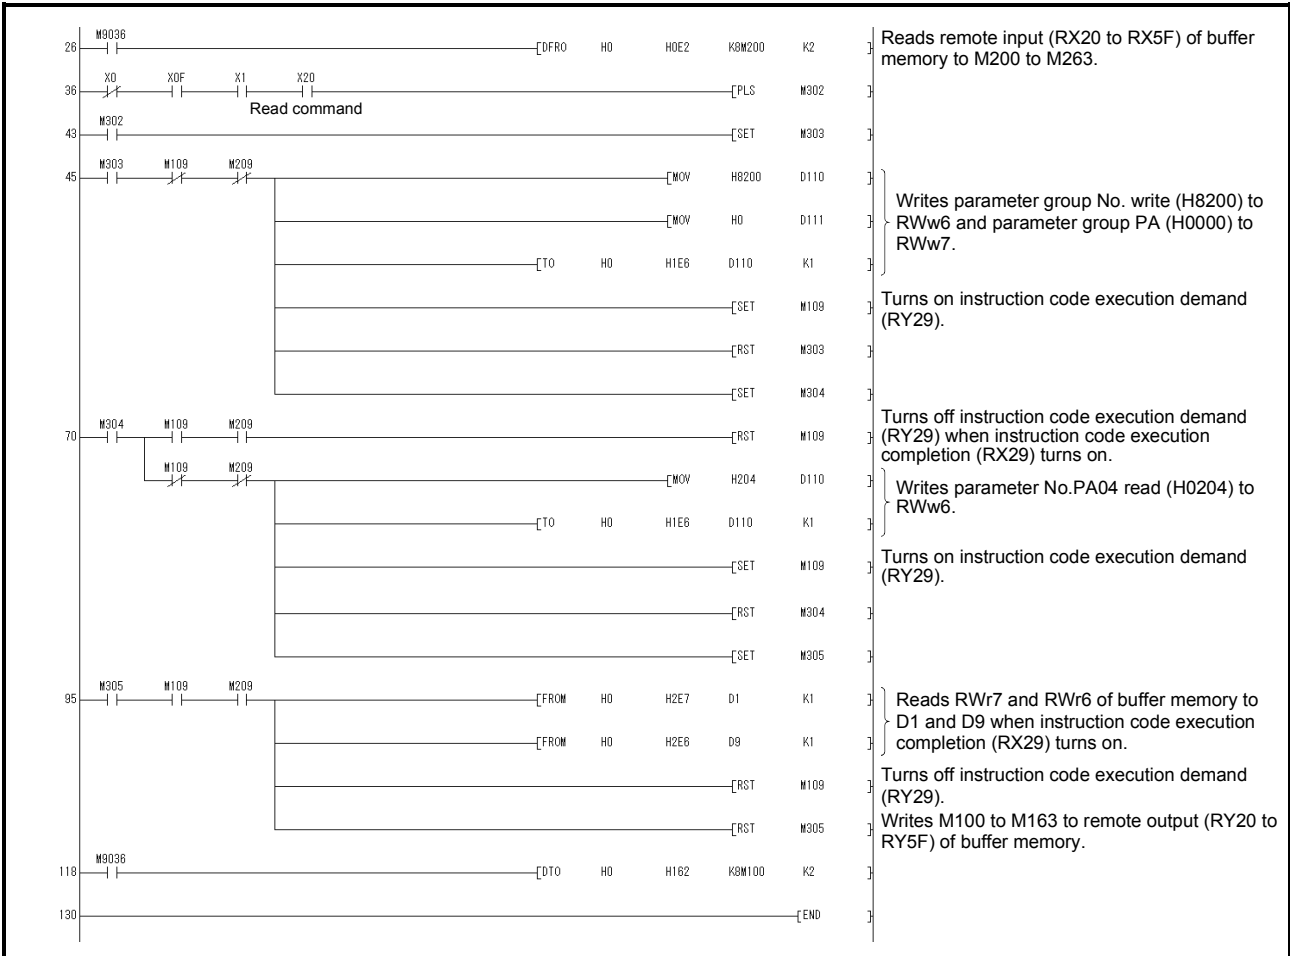 M9036
26 [DFRO H0 H0E2 K8M200 K2 ] Reads remote input (RX20 to RX5F) of buffer
memory to M200 to M263.
X0 X0F X1 X20
36 [PLS M302 ]
Read command
M302
43 [SET M303 ]
M303 M109 M209
45 [MOV H8200 D110 ]
Writes parameter group No. write (H8200) to
[MOV H0 D111 ] RWw6 and parameter group PA (H0000) to
RWw7.
[TO H0 H1E6 D110 K1 ]
Turns on instruction code execution demand
[SET M109 ]
(RY29).
[RST M303 ]
[SET M304 ]
Turns off instruction code execution demand
M304 M109 M209
70 [RST M109 ] (RY29) when instruction code execution
completion (RX29) turns on.
M109 M209
[MOV H204 D110 ] Writes parameter No.PA04 read (H0204) to
RWw6.
[TO H0 H1E6 D110 K1 ]
Turns on instruction code execution demand
[SET M109 ]
(RY29).
[RST M304 ]
[SET M305 ]
M305 M109 M209
95 [FROM H0 H2E7 D1 K1 ] Reads RWr7 and RWr6 of buffer memory to
D1 and D9 when instruction code execution
[FROM H0 H2E6 D9 K1 ] completion (RX29) turns on.
Turns off instruction code execution demand
[RST M109 ]
(RY29).
[RST M305 ] Writes M100 to M163 to remote output (RY20 to
RY5F) of buffer memory.
M9036
118 [DTO H0 H162 K8M100 K2 ]
130 [END ]